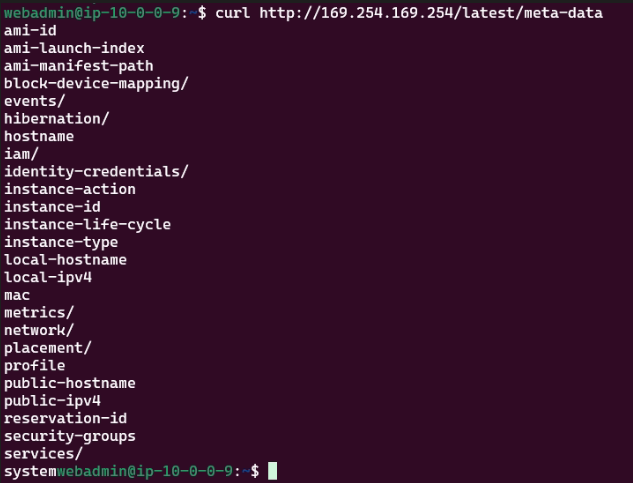 webadmin@ip-10-0-0-9:~$ curl http://169.254.169.254/latest/meta-data
ami-id
ami-launch-index
ami-manifest-path
block-device-mapping/
events/
hibernation/
hostname
iam/
identity-credentials/
instance-action
instance-id
instance-life-cycle
instance-type
local-hostname
local-ipv4
mac
metrics/
network/
placement/
profile
public-hostname
public-ipv4
reservation-id
security-groups
services/
systemwebadmin@ip-10-0-0-9:~$